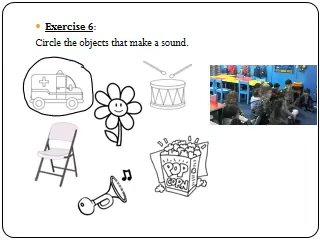 Exercise 6:
Circle the objects that make a sound.
POP
CORN